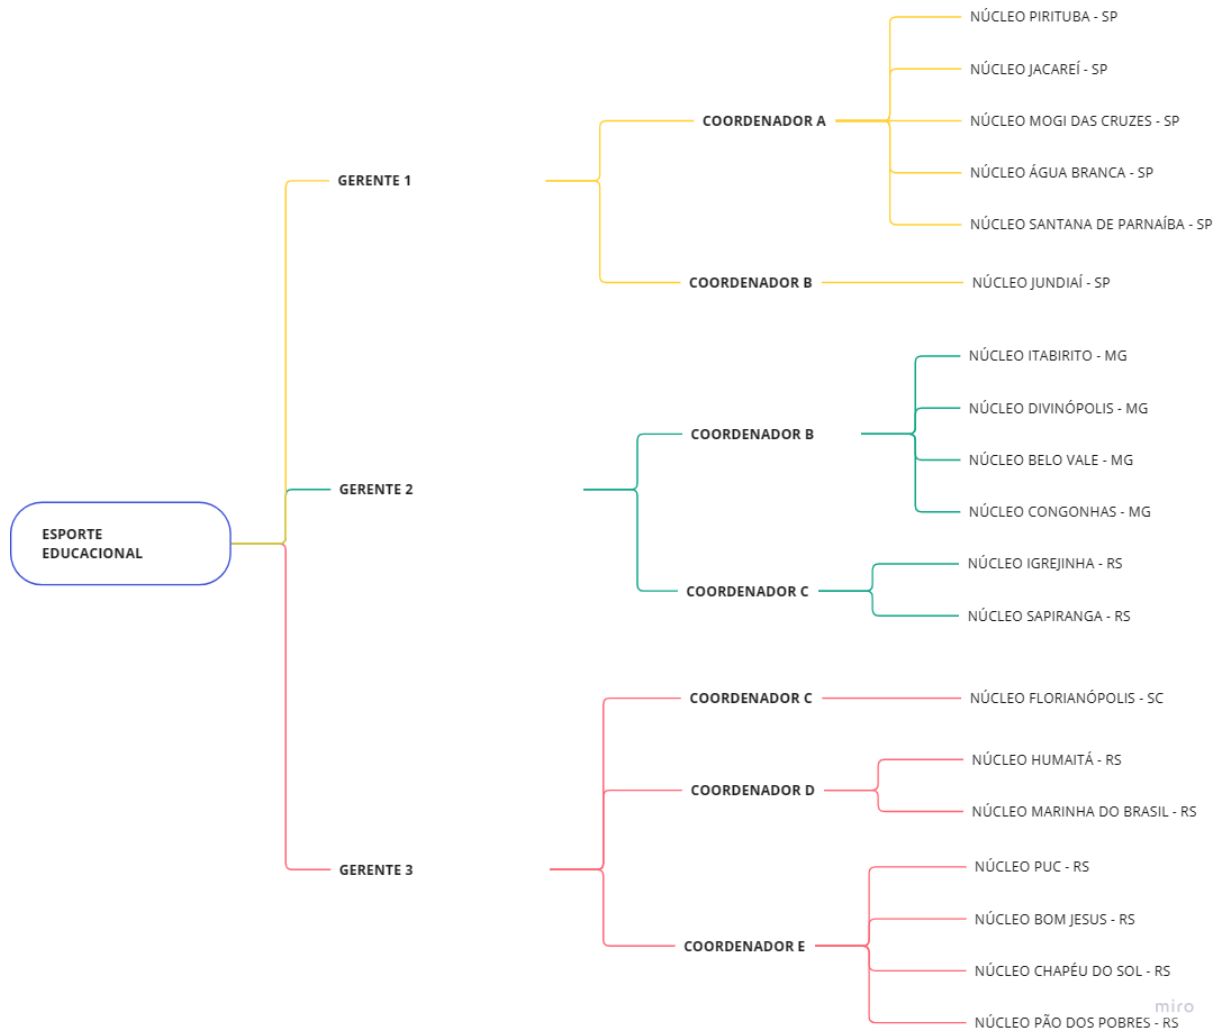 ESPORTE
EDUCACIONAL
GERENTE 1
COORDENADOR A
NÚCLEO PIRITUBA - SP
NÚCLEO JACAREÍ - SP
NÚCLEO MOGI DAS CRUZES - SP
NÚCLEO ÁGUA BRANCA - SP
NÚCLEO SANTANA DE PARNAÍBA - SP
COORDENADOR B
NÚCLEO JUNDIAÍ - SP
GERENTE 2
COORDENADOR B
NÚCLEO ITABIRITO - MG
NÚCLEO DIVINÓPOLIS - MG
NÚCLEO BELO VALE - MG
NÚCLEO CONGONHAS - MG
COORDENADOR C
NÚCLEO IGREJINHA - RS
NÚCLEO SAPIRANGA - RS
GERENTE 3
COORDENADOR C
NÚCLEO FLORIANÓPOLIS - SC
COORDENADOR D
NÚCLEO HUMAITÁ - RS
NÚCLEO MARINHA DO BRASIL - RS
COORDENADOR E
NÚCLEO PUC - RS
NÚCLEO BOM JESUS - RS
NÚCLEO CHAPÉU DO SOL - RS
NÚCLEO PÃO DOS POBRES - RS
miro